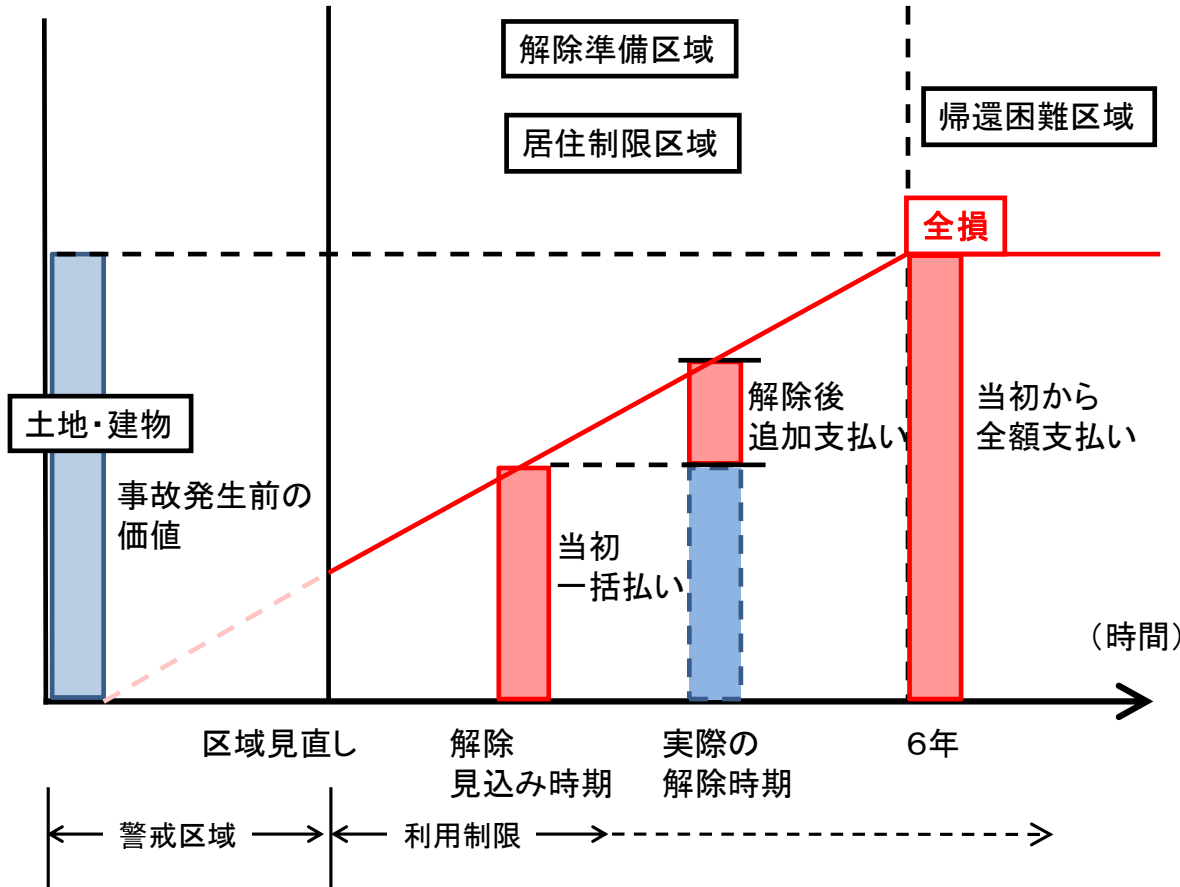 解除準備区域
居住制限区域
帰還困難区域
全損
土地・建物
事故発生前の
価値
当初
一括払い
解除後
追加支払い
当初から
全額支払い
（時間）
区域見直し
解除
見込み時期
実際の
解除時期
６年
警戒区域
利用制限